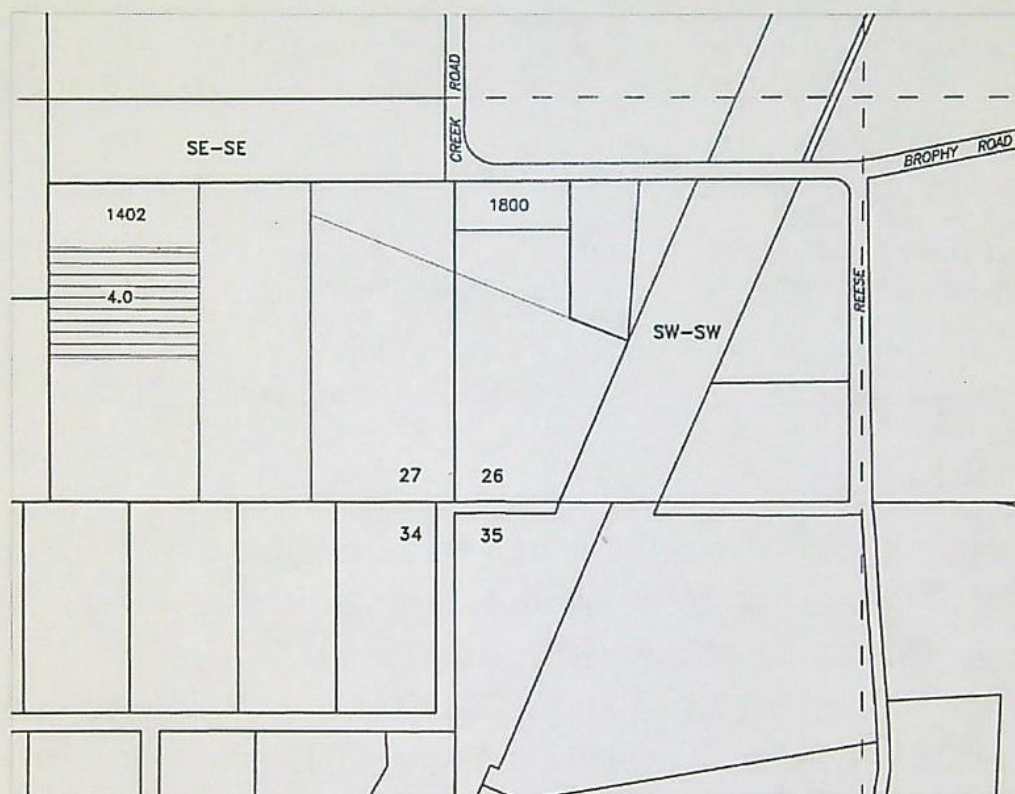 CREEK ROAD
SE-SE
BROPHY ROAD
1402
1800
REESE
4.0
SW-SW
27
26
34
35